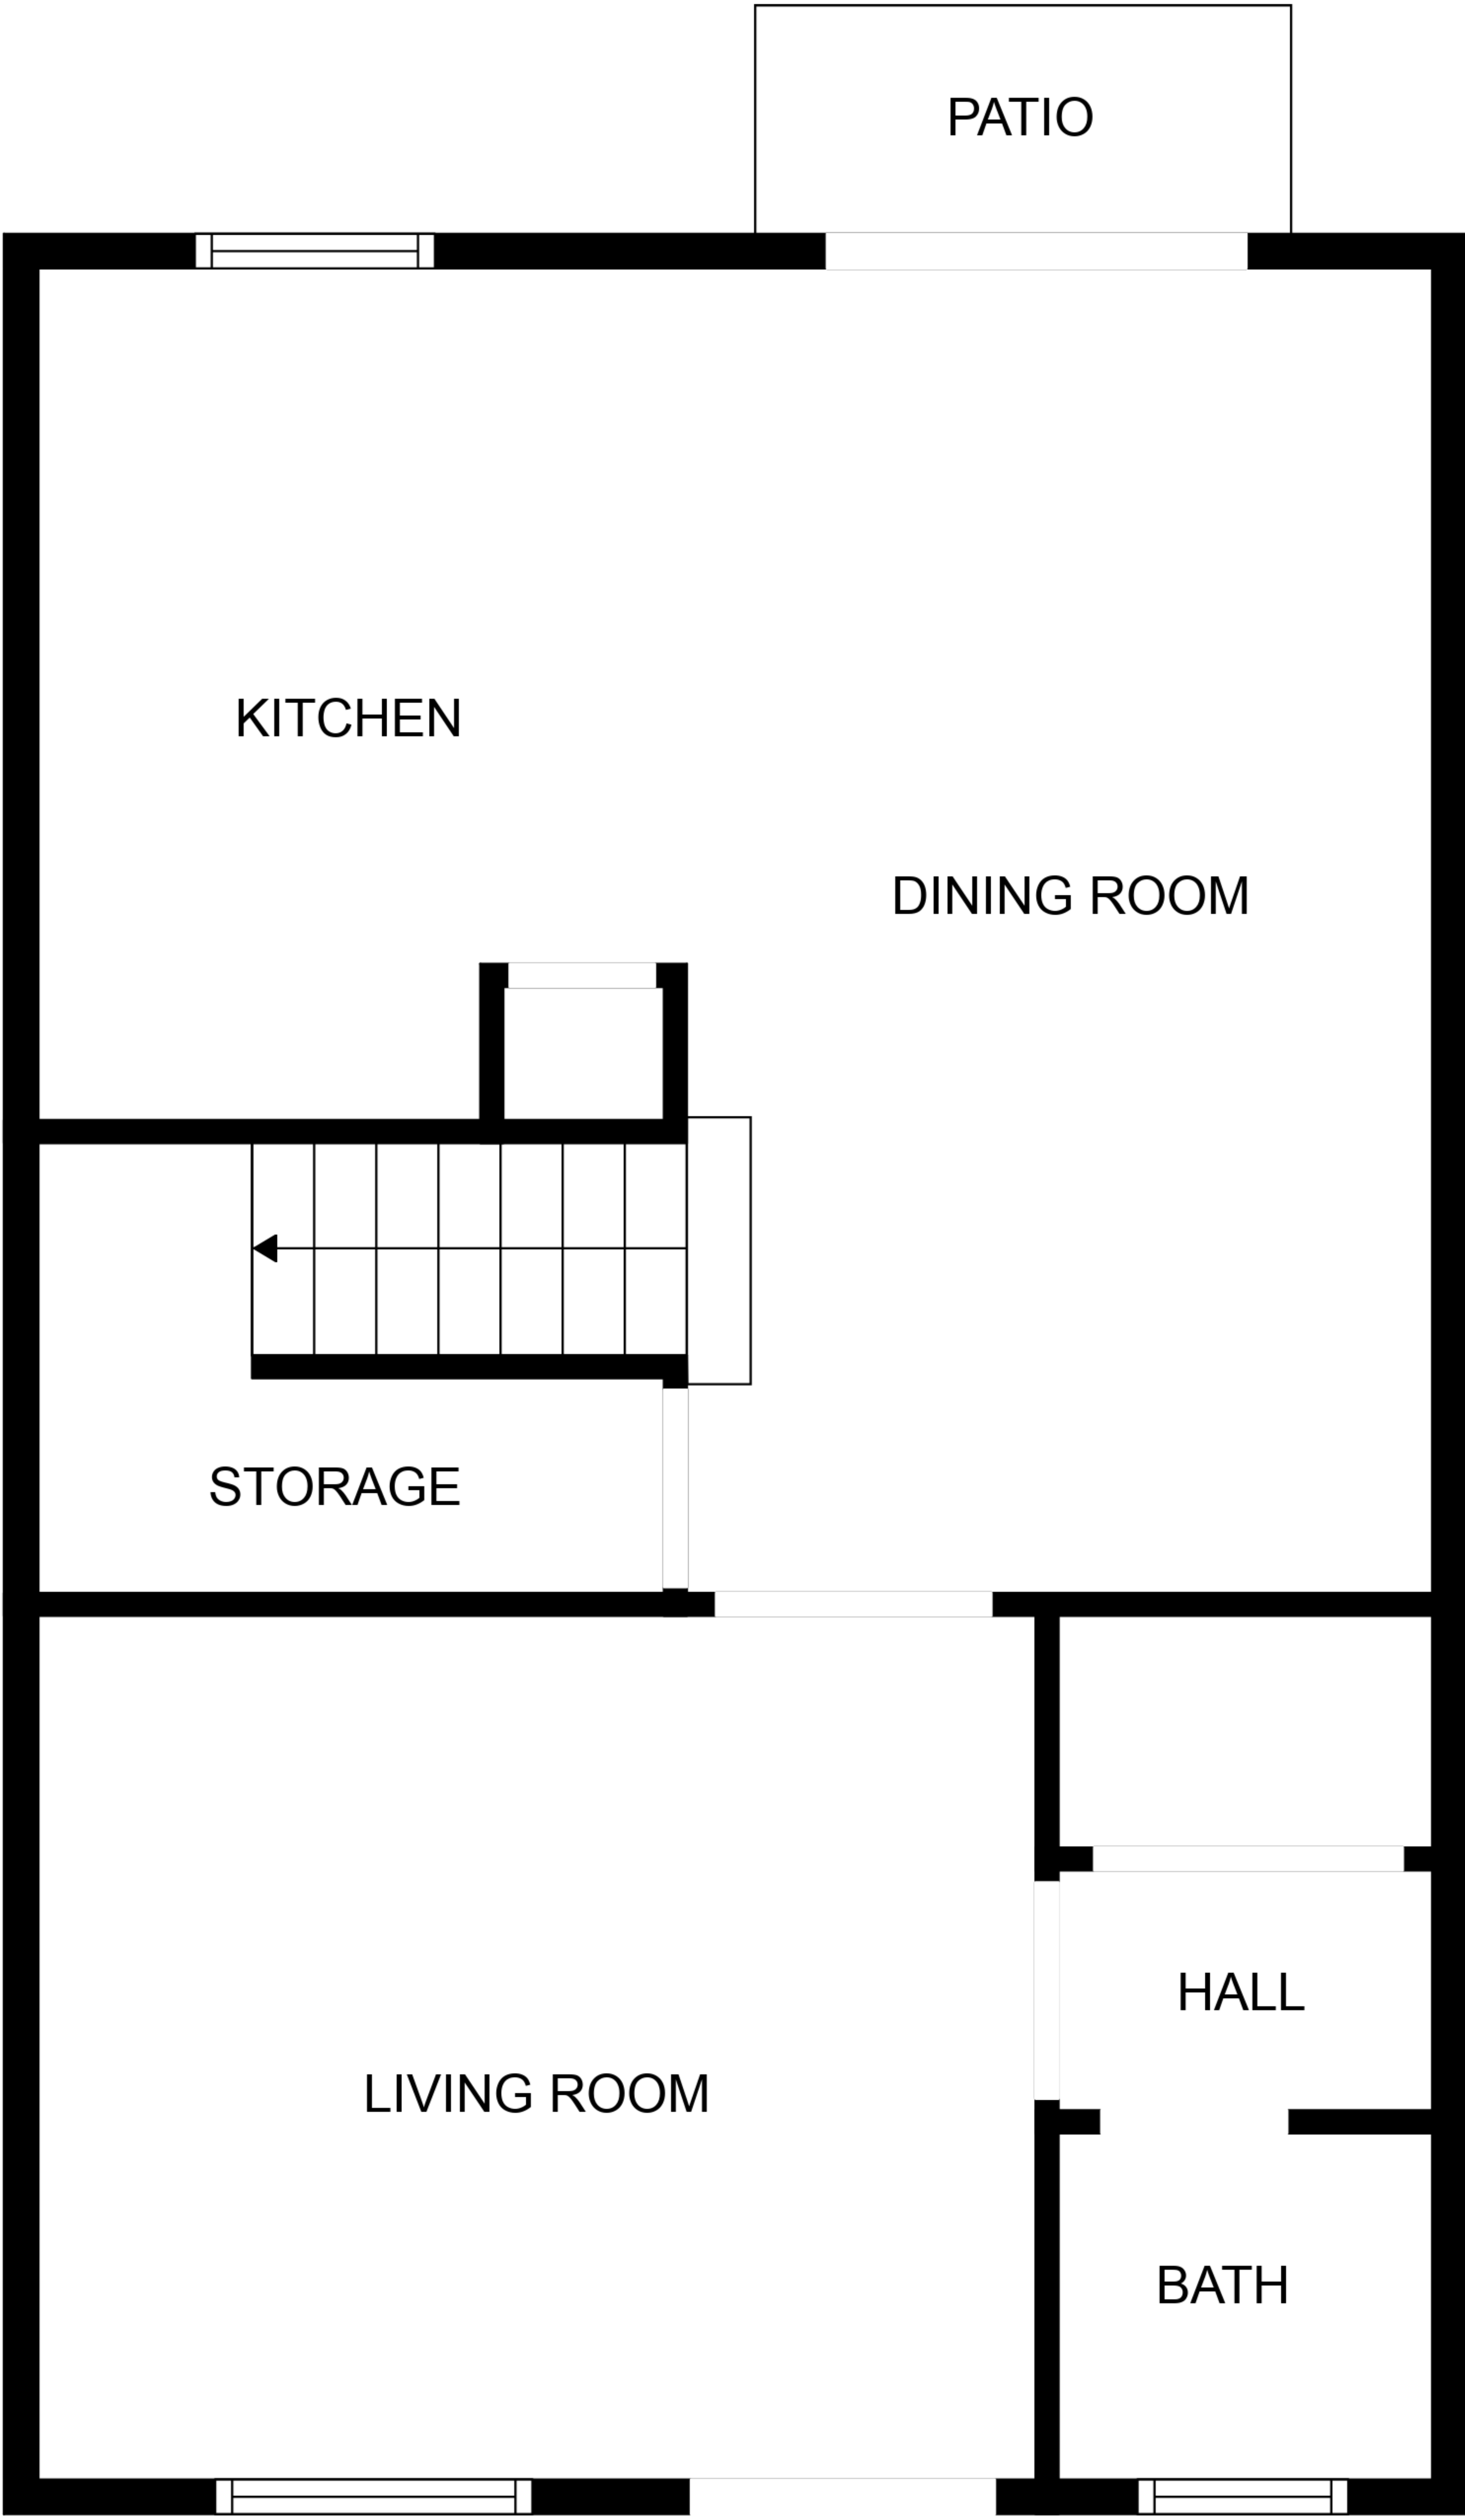 PATIO
KITCHEN
DINING ROOM
STORAGE
HALL
LIVING ROOM
BATH